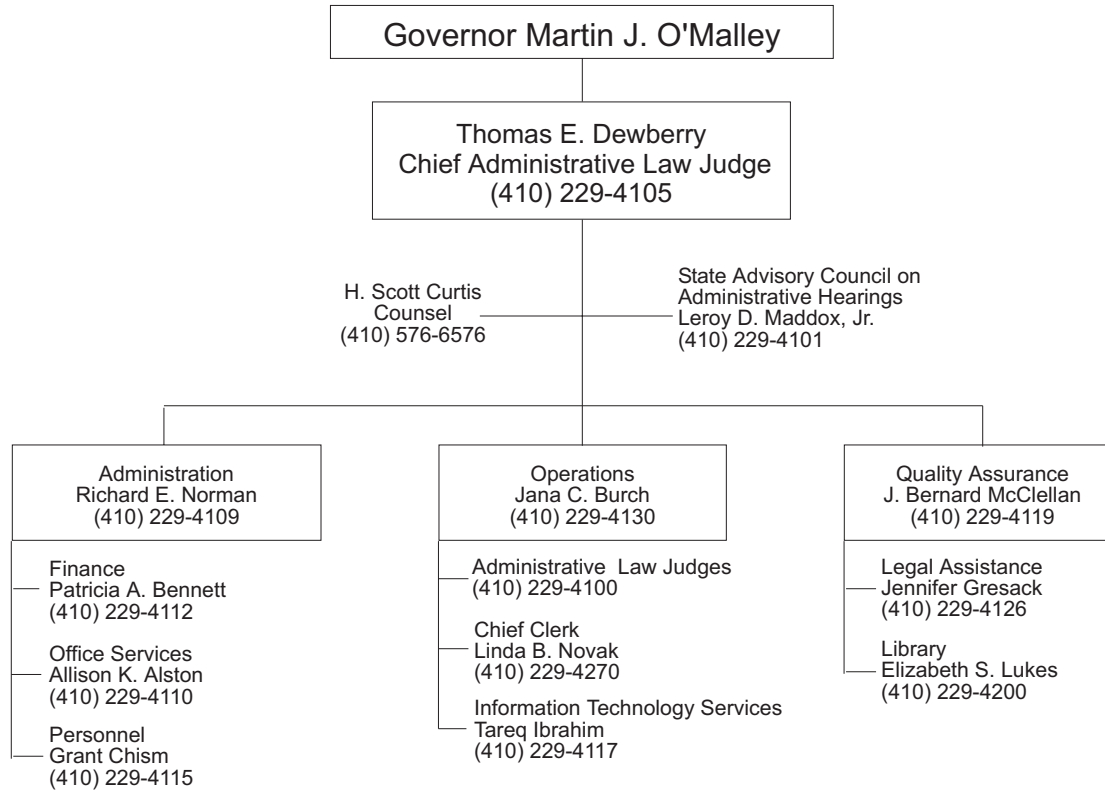 Governor Martin J. O'Malley
Thomas E. Dewberry
Chief Administrative Law Judge
(410) 229-4105
H. Scott Curtis
Counsel
(410) 576-6576
State Advisory Council on
Administrative Hearings
Leroy D. Maddox, Jr.
(410) 229-4101
Administration
Richard E. Norman
(410) 229-4109
Finance
Patricia A. Bennett
(410) 229-4112
Office Services
Allison K. Alston
(410) 229-4110
Personnel
Grant Chism
(410) 229-4115
Operations
Jana C. Burch
(410) 229-4130
Administrative Law Judges
(410) 229-4100
Chief Clerk
Linda B. Novak
(410) 229-4270
Information Technology Services
Tareq Ibrahim
(410) 229-4117
Quality Assurance
J. Bernard McClellan
(410) 229-4119
Legal Assistance
Jennifer Gresack
(410) 229-4126
Library
Elizabeth S. Lukes
(410) 229-4200